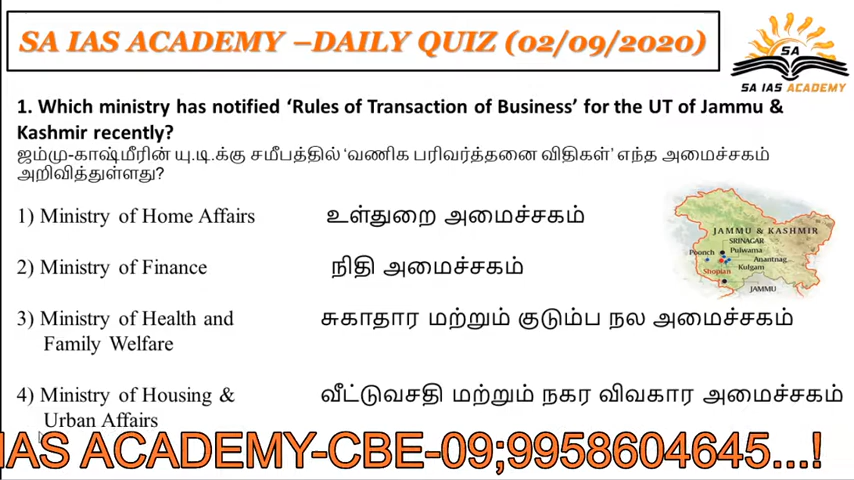 SA IAS ACADEMY –DAILY QUIZ (02/09/2020)
SA
SA IAS ACADEMY
1. Which ministry has notified ‘Rules of Transaction of Business’ for the UT of Jammu &
Kashmir recently?
ஜம்மு-காஷ்மீரின் யு.டி.க்கு சமீபத்தில் ‘வணிக பரிவர்த்தனை விதிகள்’ எந்த அமைச்சகம்
அறிவித்துள்ளது?
1) Ministry of Home Affairs உள்துறை அமைச்சகம்
2) Ministry of Finance நிதி அமைச்சகம்
3) Ministry of Health and சுகாதார மற்றும் குடும்ப நல அமைச்சகம்
Family Welfare
4) Ministry of Housing & வீட்டுவசதி மற்றும் நகர விவகார அமைச்சகம்
Urban Affairs
JAMMU & KASHMIR
SRINAGAR
Poonch Pulwama
Anantnag
Shopian Kulgam
JAMMU
IAS ACADEMY-CBE-09;9958604645...!